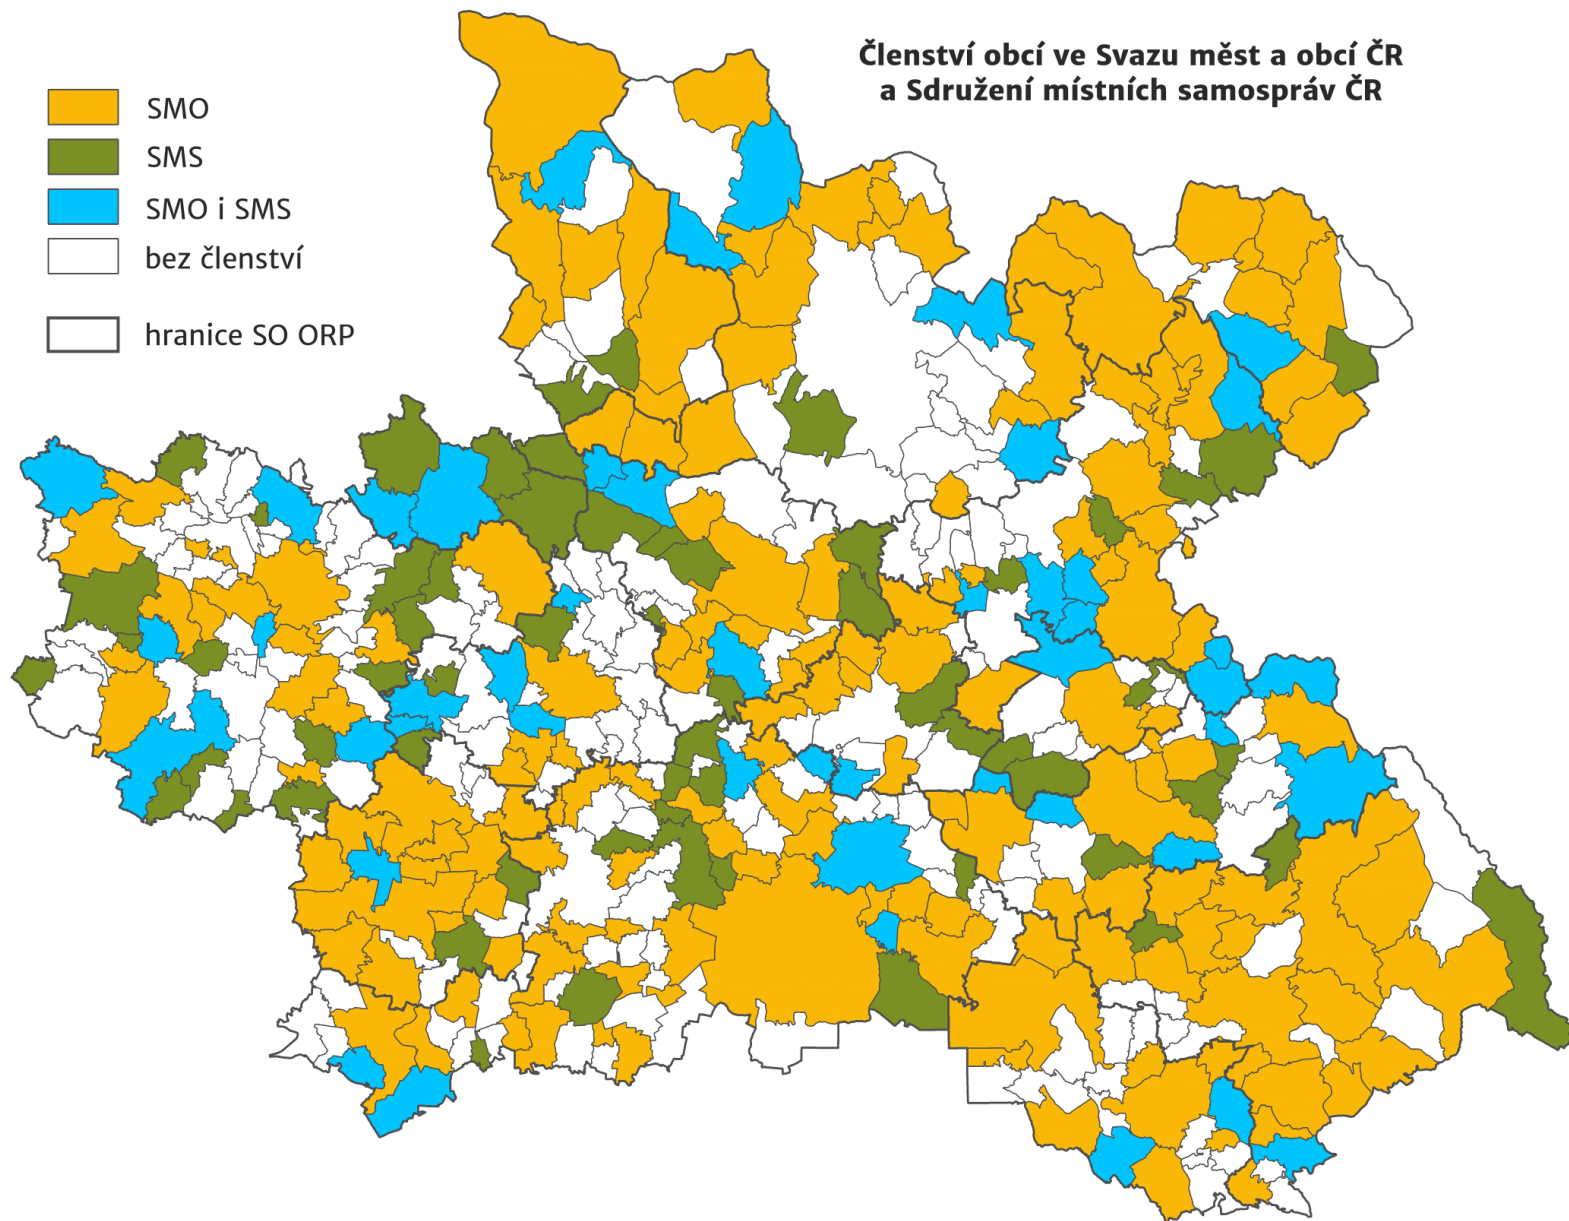 Členství obcí ve Svazu měst a obcí ČR
a Sdružení místních samospráv ČR
SMO
SMS
SMO i SMS
bez členství
hranice SO ORP